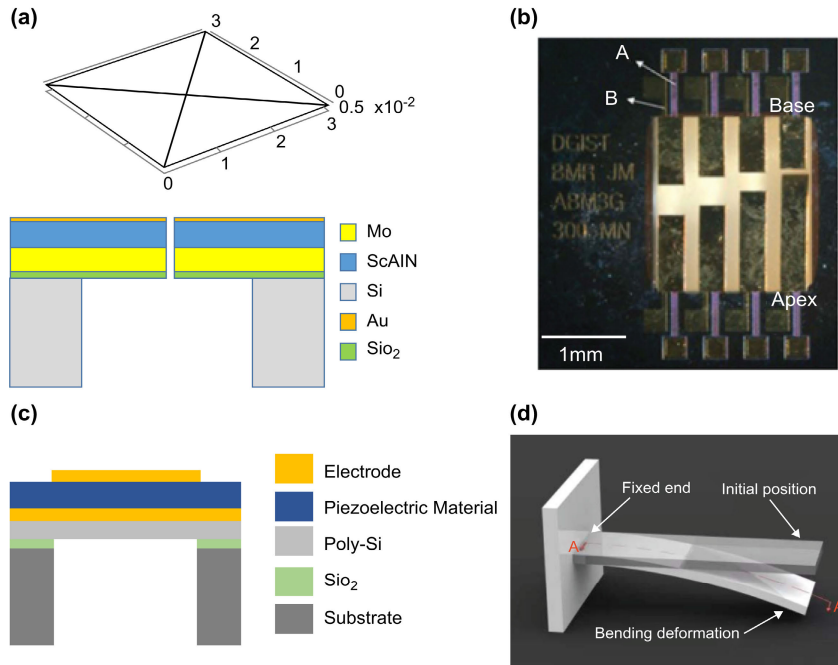 (a)
3
2
1
0
0.5 x10-2
3
2
1
0
Mo
ScAlN
Si
Au
Sio2
(b)
A
B
Base
DGIST
BMR JM
ABM3G
Apex
1mm
(c)
Electrode
Piezoelectric Material
Poly-Si
Sio2
Substrate
(d)
Fixed end
Initial position
A
A
Bending deformation